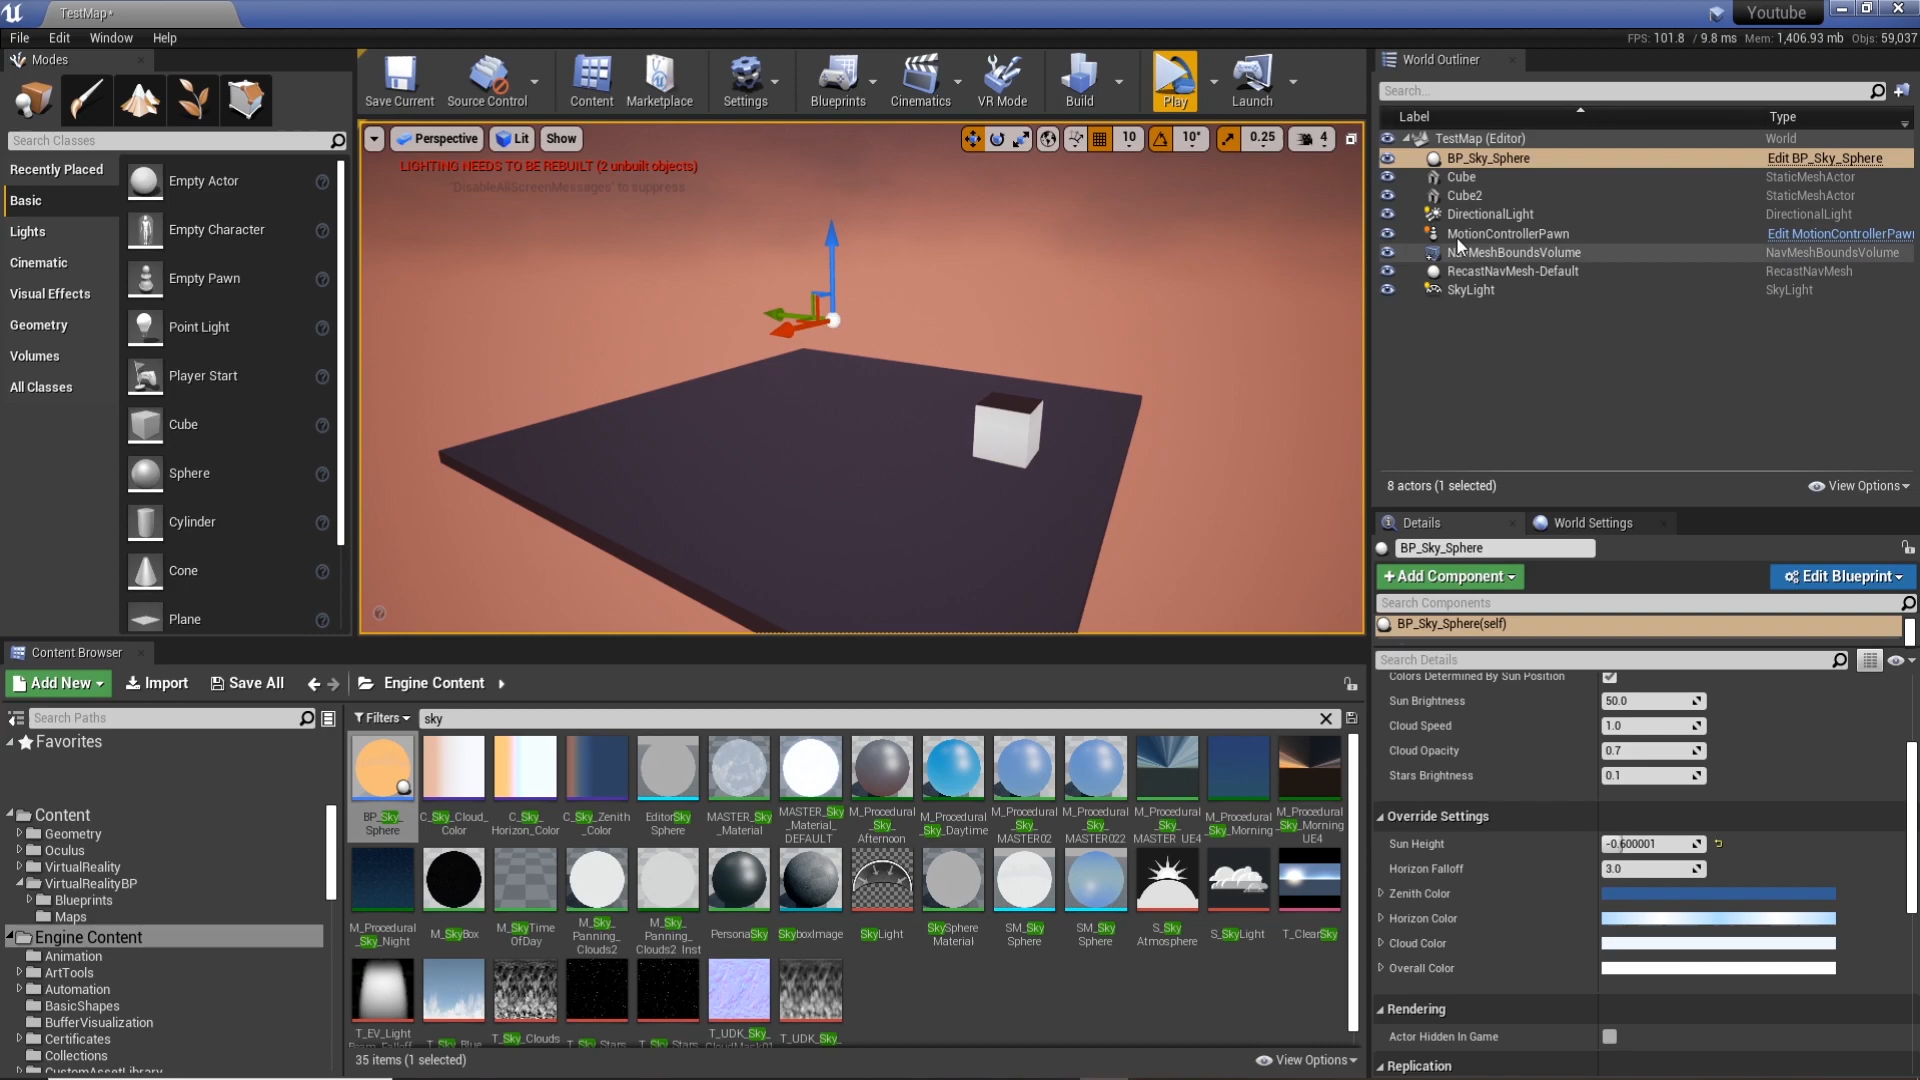 TestMap*
Youtube
File Edit Window Help
FPS: 101.8 / 9.8 ms Mem: 1,406.93 mb Objs: 59,037
Modes
Search Classes
Recently Placed
Basic
Lights
Cinematic
Visual Effects
Geometry
Volumes
All Classes
Empty Actor
Empty Character
Empty Pawn
Point Light
Player Start
Cube
Sphere
Cylinder
Cone
Plane
Save Current
Source Control
Content
Marketplace
Settings
Blueprints
Cinematics
VR Mode
Build
Play
Launch
Perspective Lit Show
10 10° 0.25 4
LIGHTING NEEDS TO BE REBUILT (2 unbuilt objects)
'DisableAllScreenMessages' to suppress
World Outliner
Search...
Label Type
TestMap (Editor) World
BP_Sky_Sphere Edit BP_Sky_Sphere
Cube StaticMeshActor
Cube2 StaticMeshActor
DirectionalLight DirectionalLight
MotionControllerPawn Edit MotionControllerPawn
NavMeshBoundsVolume NavMeshBoundsVolume
RecastNavMesh-Default RecastNavMesh
SkyLight SkyLight
8 actors (1 selected)
View Options
Details
World Settings
BP_Sky_Sphere
+Add Component
Edit Blueprint
Search Components
BP_Sky_Sphere(self)
Search Details
Colors Determined By Sun Position
Sun Brightness 50.0
Cloud Speed 1.0
Cloud Opacity 0.7
Stars Brightness 0.1
Override Settings
Sun Height -0.600001
Horizon Falloff 3.0
Zenith Color
Horizon Color
Cloud Color
Overall Color
Rendering
Actor Hidden In Game
Replication
Content Browser
Add New Import Save All Engine Content
Search Paths
Favorites
Content
Geometry
Oculus
VirtualReality
VirtualRealityBP
Blueprints
Maps
Engine Content
Animation
ArtTools
Automation
BasicShapes
BufferVisualization
Certificates
Collections
CustomAssetLibrary
Filters
sky
BP_Sky_
Sphere
C_Sky_Cloud_
Color
C_Sky_
Horizon_Color
C_Sky_Zenith
_Color
EditorSky
Sphere
MASTER_Sky
_Material
MASTER_Sky
_Material_
DEFAULT
M_Procedural
_Sky_
Afternoon
M_Procedural
_Sky_Daytime
M_Procedural
_Sky_
MASTER02
M_Procedural
_Sky_
MASTER022
M_Procedural
_Sky_
MASTER UE4
M_Procedural
_Sky_Morning
M_Procedural
_Sky_Morning
UE4
M_Procedural
_Sky_Night
M_SkyBox
M_SkyTime
OfDay
M_Sky_
Panning_
Clouds2
M_Sky_
Panning_
Clouds2_Inst
PersonaSky
SkyboxImage
SkyLight
SkySphere
Material
SM_Sky
Sphere
SM_Sky_
Sphere
S_Sky
Atmosphere
S_SkyLight
T_ClearSky
T_EV_Light
Beam_Falloff
T_Sky_Blue
T_Sky_Clouds
T_Sky_Stars
T_Sky_Stars
T_UDK_Sky_
CloudMask01
T_UDK_Sky_
35 items (1 selected)
View Options